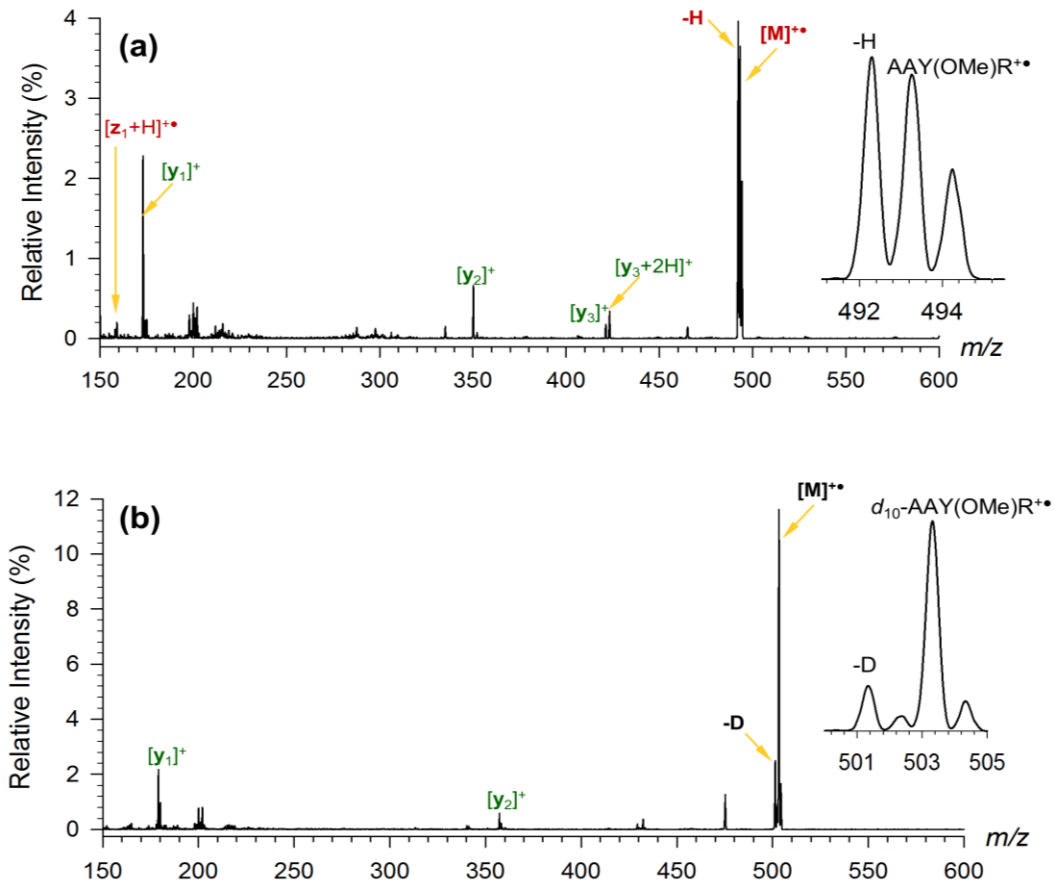 (a)
Relative Intensity (%)
4
3
2
1
0
[z₁+H]⁺•
[y₁]⁺
[y₂]⁺
[y₃]⁺
[y₃+2H]⁺
-H
[M]⁺•
-H
AAY(OMe)R⁺•
492 494
150 200 250 300 350 400 450 500 550 600
m/z
(b)
Relative Intensity (%)
12
10
8
6
4
2
0
[y₁]⁺
[y₂]⁺
-D
[M]⁺•
d₁₀-AAY(OMe)R⁺•
-D
501 503 505
150 200 250 300 350 400 450 500 550 600
m/z